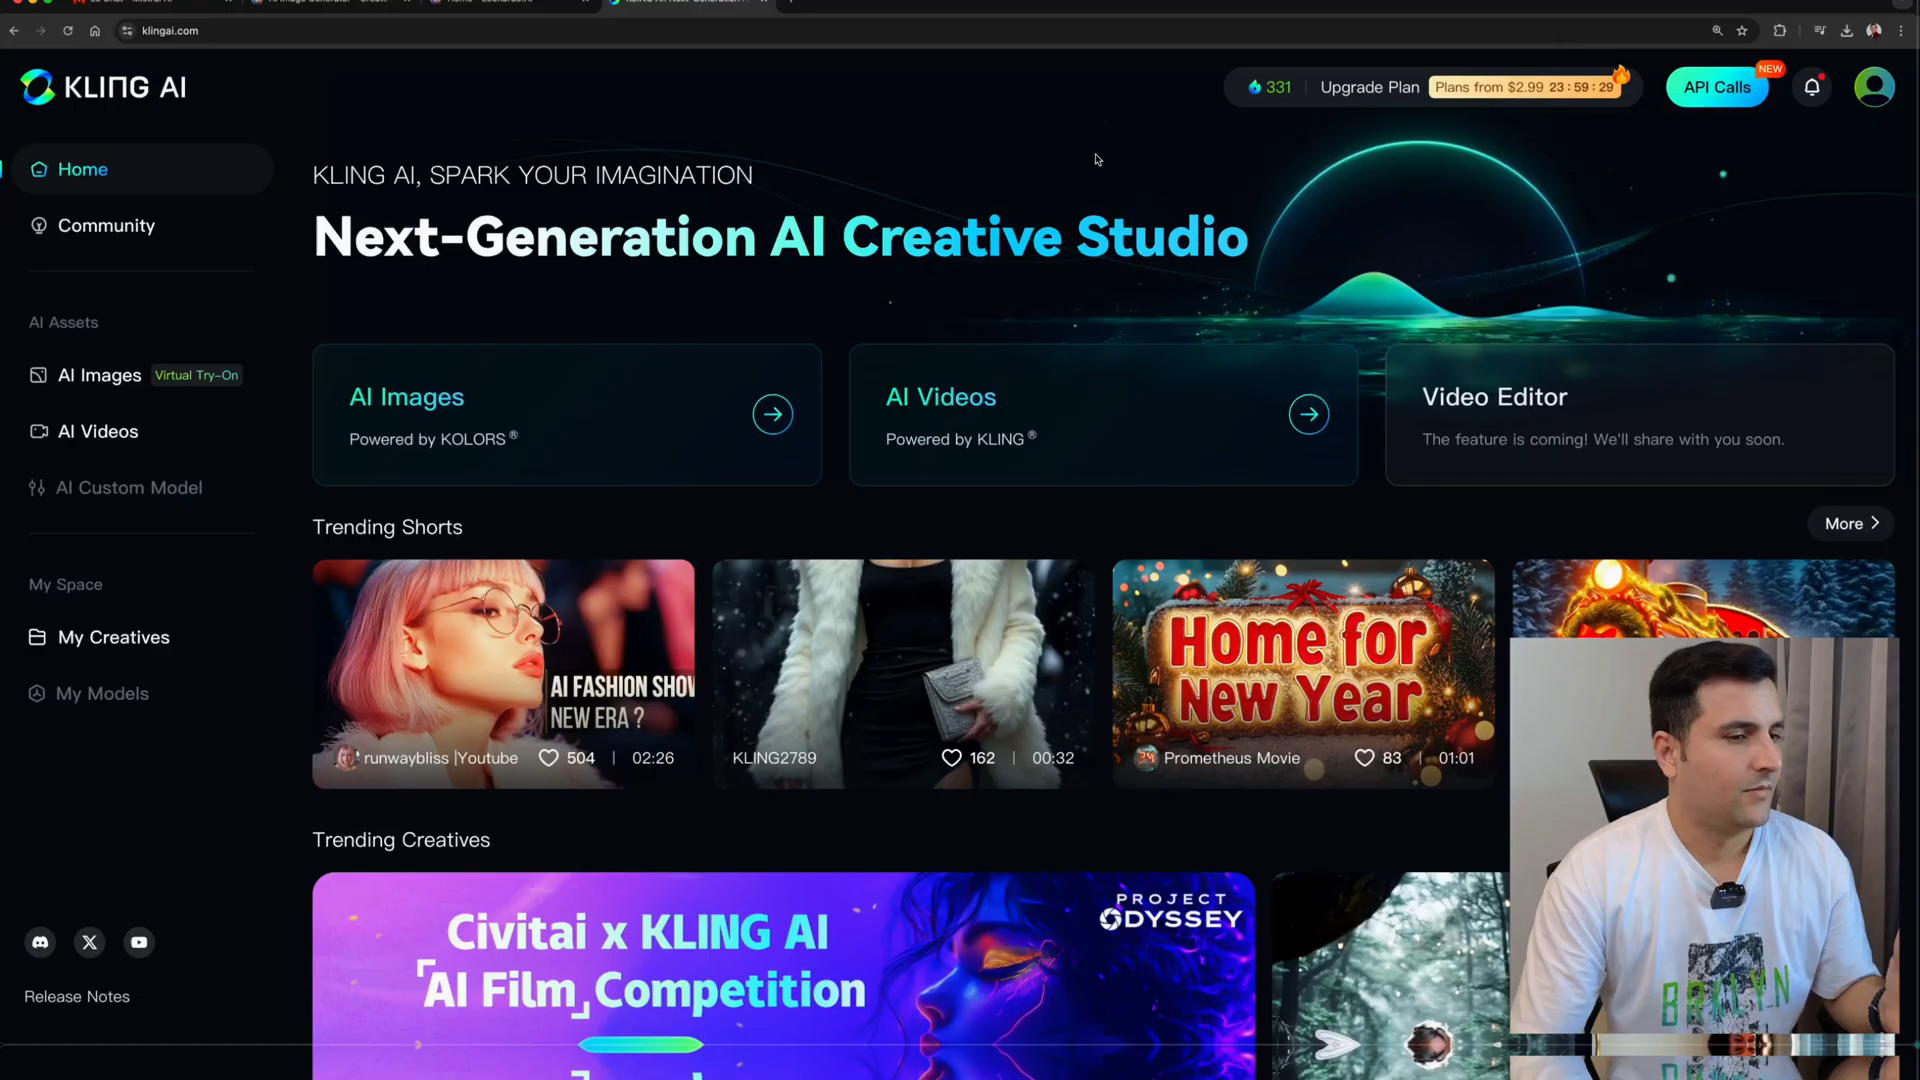 klingai.com
KLING AI
331
Upgrade Plan
Plans from $2.99 23:59:29
API Calls
NEW
Home
Community
AI Assets
AI Images
Virtual Try-On
AI Videos
AI Custom Model
My Space
My Creatives
My Models
Release Notes
KLING AI, SPARK YOUR IMAGINATION
Next-Generation AI Creative Studio
AI Images
Powered by KOLORS ®
AI Videos
Powered by KLING ®
Video Editor
The feature is coming! We'll share with you soon.
Trending Shorts
More
AI FASHION SHOW
NEW ERA ?
runwaybliss |Youtube
504
02:26
KLING2789
162
00:32
Home for
New Year
Prometheus Movie
83
01:01
Trending Creatives
Civitai x KLING AI
「AI Film」Competition
PROJECT
ODYSSEY
BRKLYN